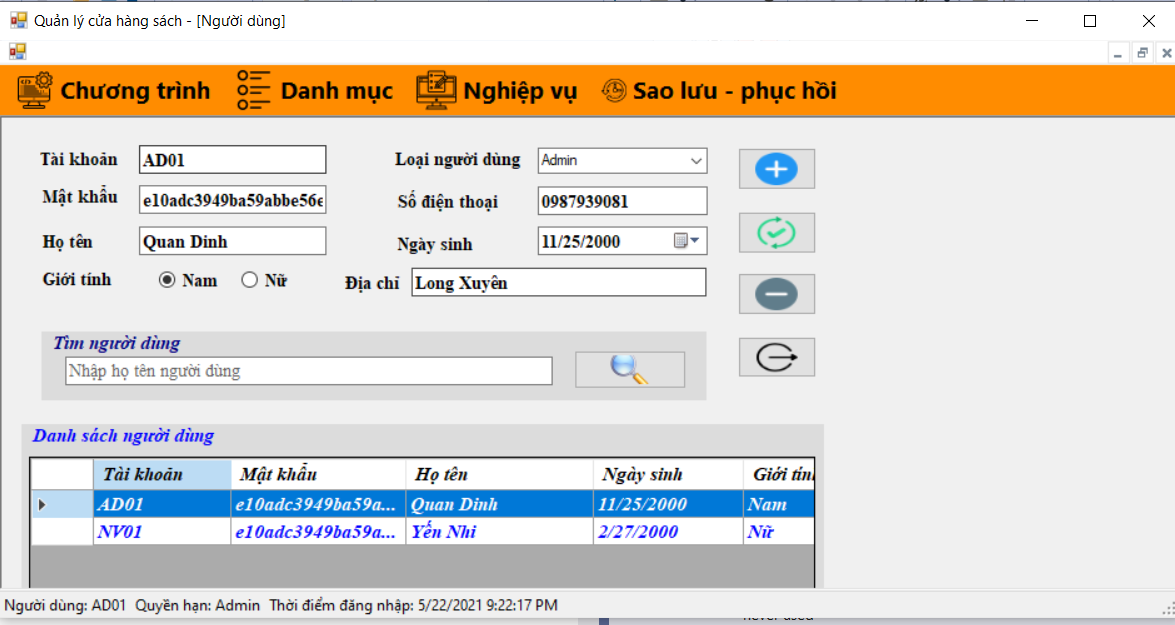 Quản lý cửa hàng sách - [Người dùng]
Chương trình Danh mục Nghiệp vụ Sao lưu - phục hồi
Tài khoản AD01 Loại người dùng Admin
Mật khẩu e10adc3949ba59abbe56e Số điện thoại 0987939081
Họ tên Quan Dinh Ngày sinh 11/25/2000
Giới tính Nam Nữ Địa chỉ Long Xuyên
Tìm người dùng
Nhập họ tên người dùng
Danh sách người dùng
Tài khoản Mật khẩu Họ tên Ngày sinh Giới tính
AD01 e10adc3949ba59a... Quan Dinh 11/25/2000 Nam
NV01 e10adc3949ba59a... Yến Nhi 2/27/2000 Nữ
Người dùng: AD01 Quyền hạn: Admin Thời điểm đăng nhập: 5/22/2021 9:22:17 PM
never used